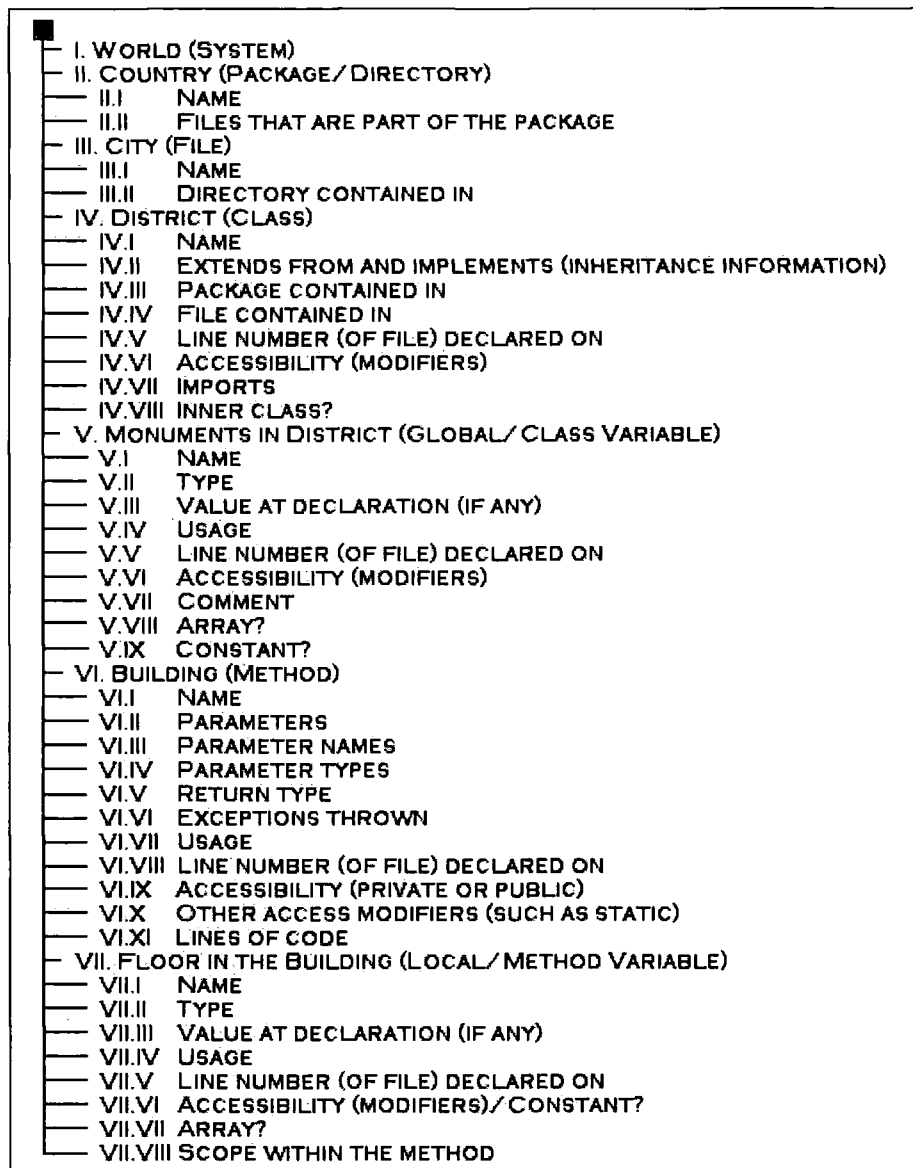 I. WORLD (SYSTEM)
II. COUNTRY (PACKAGE/DIRECTORY)
II.I NAME
II.II FILES THAT ARE PART OF THE PACKAGE
III. CITY (FILE)
III.I NAME
III.II DIRECTORY CONTAINED IN
IV. DISTRICT (CLASS)
IV.I NAME
IV.II EXTENDS FROM AND IMPLEMENTS (INHERITANCE INFORMATION)
IV.III PACKAGE CONTAINED IN
IV.IV FILE CONTAINED IN
IV.V LINE NUMBER (OF FILE) DECLARED ON
IV.VI ACCESSIBILITY (MODIFIERS)
IV.VII IMPORTS
IV.VIII INNER CLASS?
V. MONUMENTS IN DISTRICT (GLOBAL/CLASS VARIABLE)
V.I NAME
V.II TYPE
V.III VALUE AT DECLARATION (IF ANY)
V.IV USAGE
V.V LINE NUMBER (OF FILE) DECLARED ON
V.VI ACCESSIBILITY (MODIFIERS)
V.VII COMMENT
V.VIII ARRAY?
V.IX CONSTANT?
VI. BUILDING (METHOD)
VI.I NAME
VI.II PARAMETERS
VI.III PARAMETER NAMES
VI.IV PARAMETER TYPES
VI.V RETURN TYPE
VI.VI EXCEPTIONS THROWN
VI.VII USAGE
VI.VIII LINE NUMBER (OF FILE) DECLARED ON
VI.IX ACCESSIBILITY (PRIVATE OR PUBLIC)
VI.X OTHER ACCESS MODIFIERS (SUCH AS STATIC)
VI.XI LINES OF CODE
VII. FLOOR IN THE BUILDING (LOCAL/METHOD VARIABLE)
VII.I NAME
VII.II TYPE
VII.III VALUE AT DECLARATION (IF ANY)
VII.IV USAGE
VII.V LINE NUMBER (OF FILE) DECLARED ON
VII.VI ACCESSIBILITY (MODIFIERS)/CONSTANT?
VII.VII ARRAY?
VII.VIII SCOPE WITHIN THE METHOD